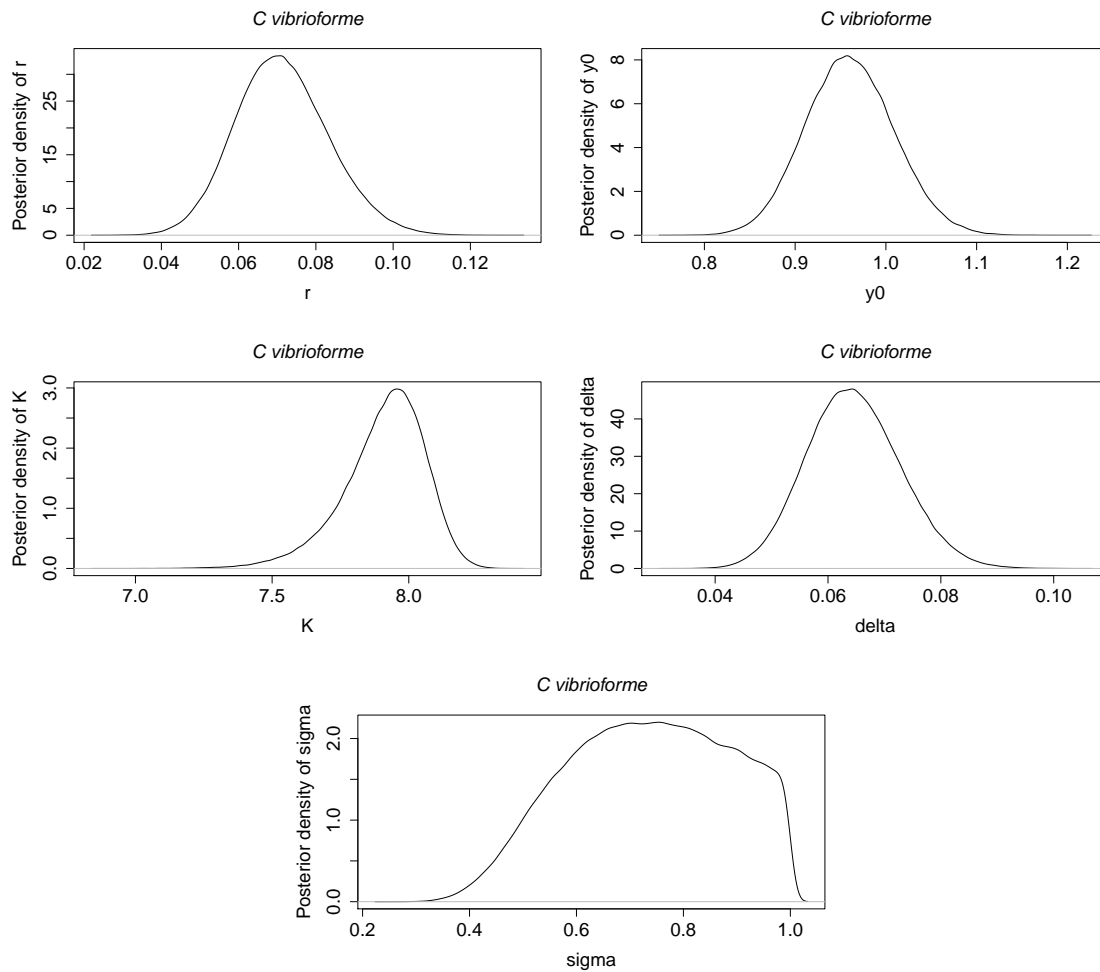 C vibrioforme
Posterior density of r
5 15 25
0.02 0.04 0.06 0.08 0.10 0.12
r
C vibrioforme
Posterior density of y0
0 2 4 6 8
0.8 0.9 1.0 1.1 1.2
y0
C vibrioforme
Posterior density of K
0.0 1.0 2.0 3.0
7.0 7.5 8.0
K
C vibrioforme
Posterior density of delta
0 10 20 30 40
0.04 0.06 0.08 0.10
delta
C vibrioforme
Posterior density of sigma
0.0 1.0 2.0
0.2 0.4 0.6 0.8 1.0
sigma